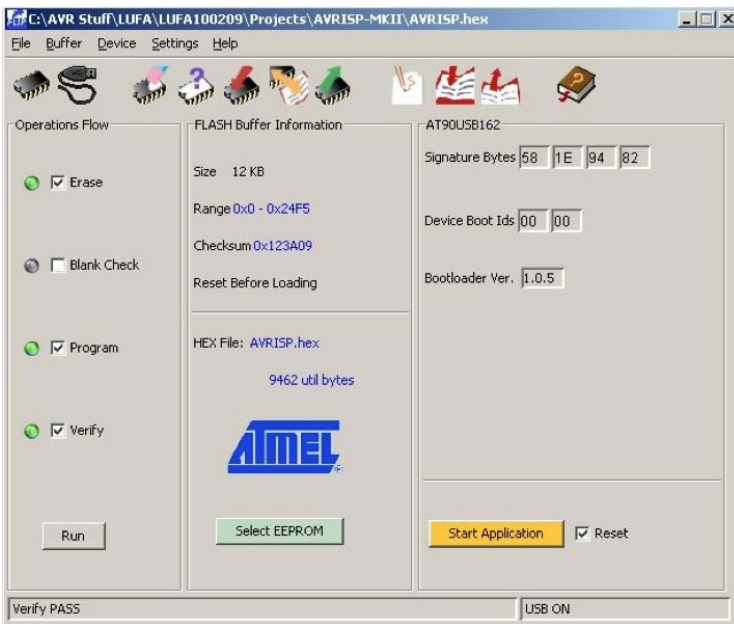 C:\AVR Stuff\LUFA\LUFA100209\Projects\AVRISP-MKII\AVRISP.hex
File Buffer Device Settings Help
Operations Flow
Erase
Blank Check
Program
Verify
Run
FLASH Buffer Information
Size 12 KB
Range 0x0 - 0x24F5
Checksum 0x123A09
Reset Before Loading
HEX File: AVRISP.hex
9462 util bytes
ATMEL
Select EEPROM
AT90USB162
Signature Bytes 58 1E 94 82
Device Boot Ids 00 00
Bootloader Ver. 1.0.5
Start Application Reset
Verify PASS USB ON